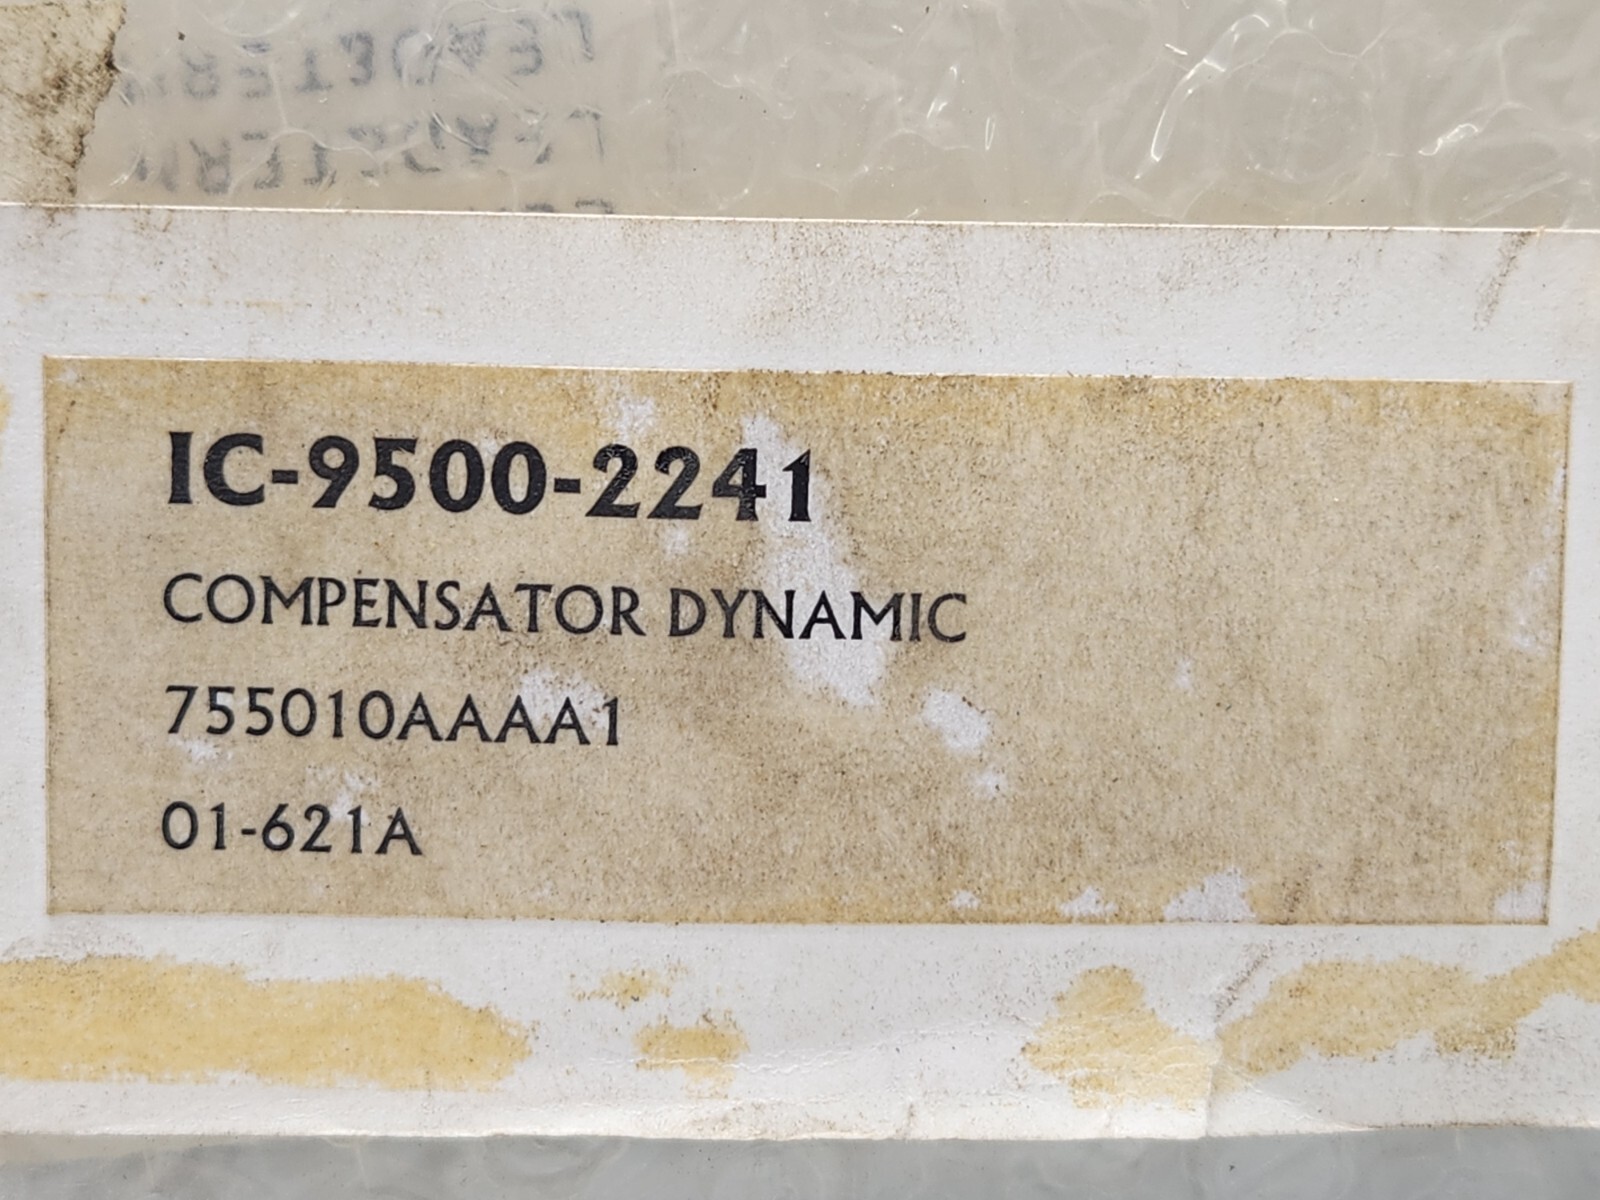 IC-9500-2241
COMPENSATOR DYNAMIC
755010AAAA1
01-621A